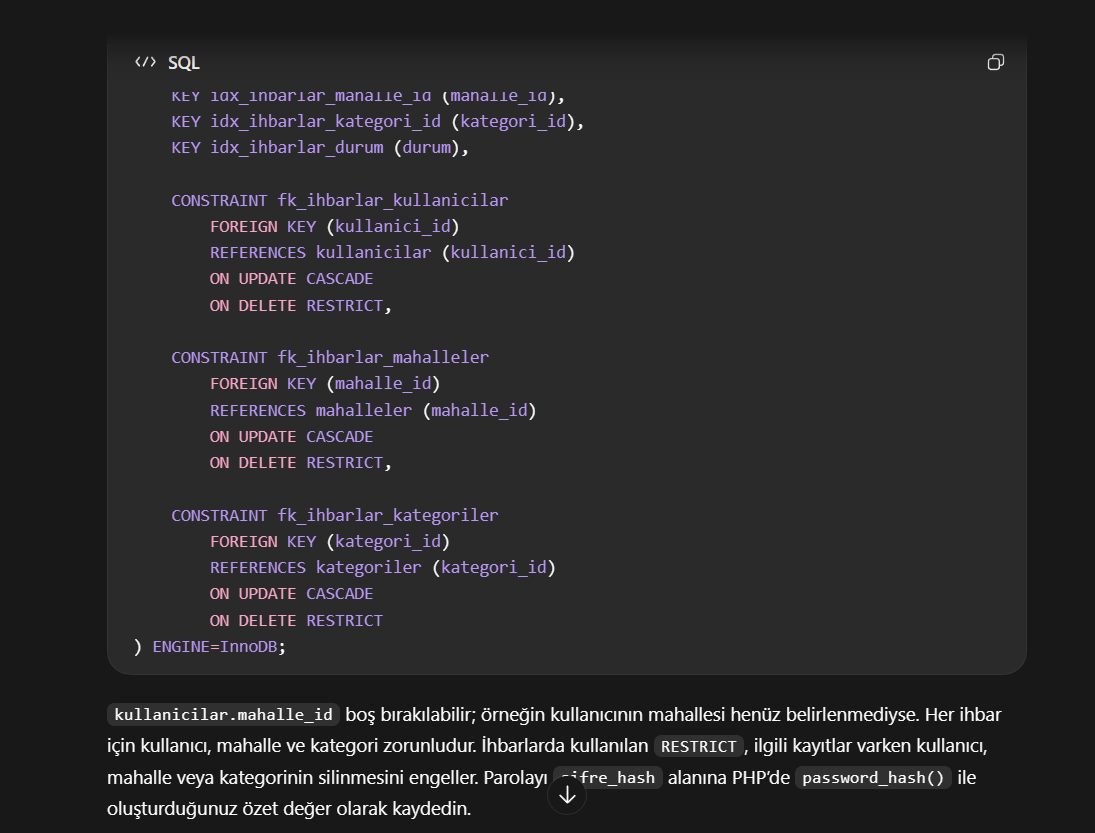 </> SQL
KEY idx_ihbarlar_mahalle_id (mahalle_id),
KEY idx_ihbarlar_kategori_id (kategori_id),
KEY idx_ihbarlar_durum (durum),
CONSTRAINT fk_ihbarlar_kullanicilar
FOREIGN KEY (kullanici_id)
REFERENCES kullanicilar (kullanici_id)
ON UPDATE CASCADE
ON DELETE RESTRICT,
CONSTRAINT fk_ihbarlar_mahalleler
FOREIGN KEY (mahalle_id)
REFERENCES mahalleler (mahalle_id)
ON UPDATE CASCADE
ON DELETE RESTRICT,
CONSTRAINT fk_ihbarlar_kategoriler
FOREIGN KEY (kategori_id)
REFERENCES kategoriler (kategori_id)
ON UPDATE CASCADE
ON DELETE RESTRICT
) ENGINE=InnoDB;
kullanicilar.mahalle_id boş bırakılabilir; örneğin kullanıcının mahallesi henüz belirlenmediyse. Her ihbar
için kullanıcı, mahalle ve kategori zorunludur. İhbarlarda kullanılan RESTRICT, ilgili kayıtlar varken kullanıcı,
mahalle veya kategorinin silinmesini engeller. Parolayı sifre_hash alanına PHP'de password_hash() ile
oluşturduğunuz özet değer olarak kaydedin.